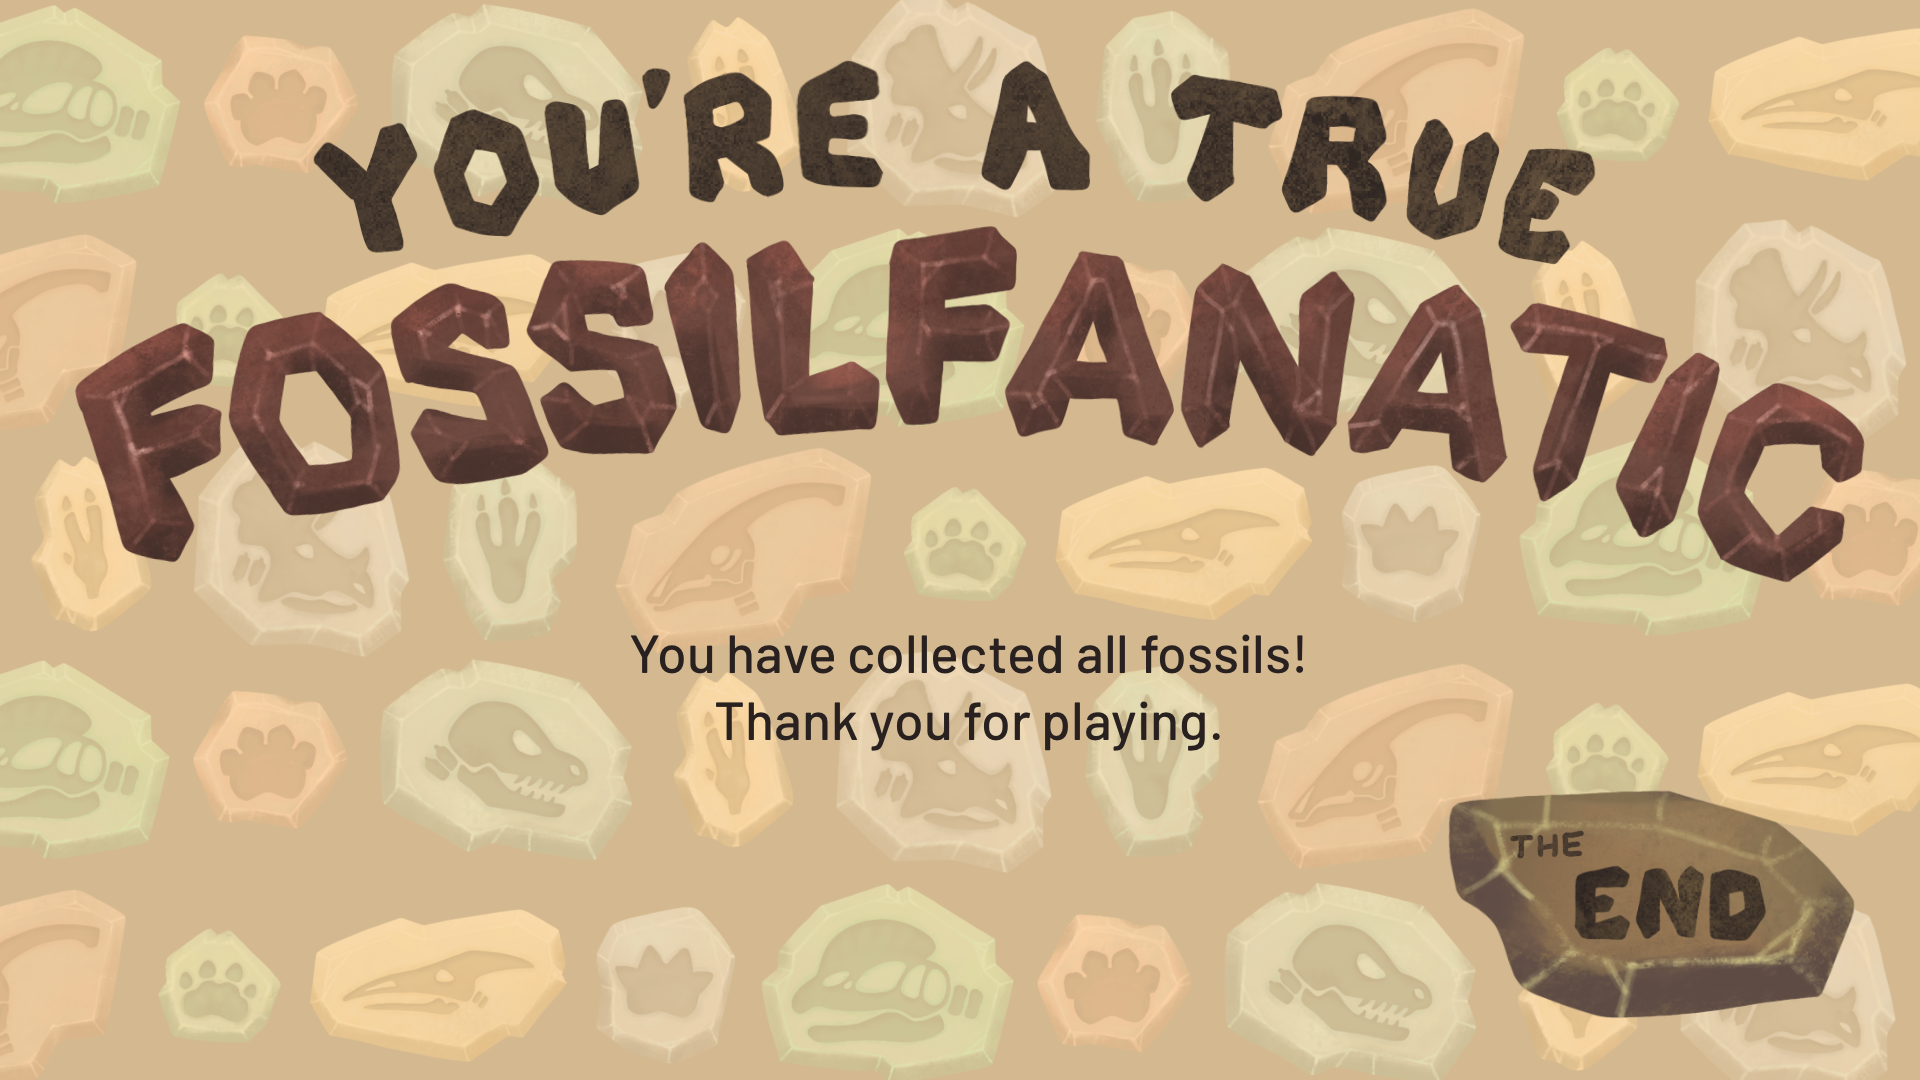 YOU'RE A TRUE
FOSSILFANATIC
You have collected all fossils!
Thank you for playing.
THE
END